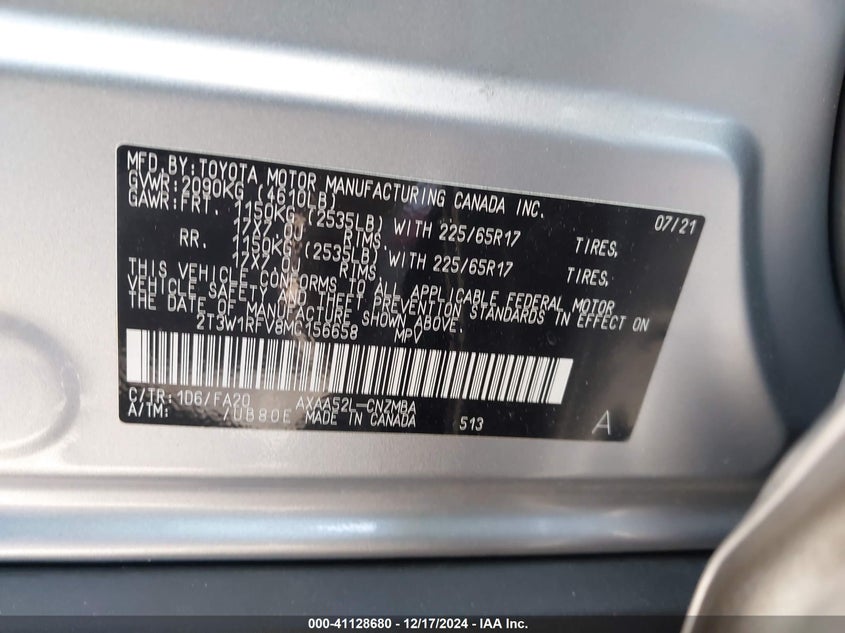 MFD.BY:TOYOTA MOTOR MANUFACTURING CANADA INC.
GVWR:2090KG (4610LB) 07/21
GAWR:FRT. 1150KG (2535LB) WITH 225/65R17 TIRES,
17X7.0J RIMS.
RR. 1150KG (2535LB) WITH 225/65R17 TIRES,
17X7.0J RIMS.
THIS VEHICLE CONFORMS TO ALL APPLICABLE FEDERAL MOTOR
VEHICLE SAFETY AND THEFT PREVENTION STANDARDS IN EFFECT ON
THE DATE OF MANUFACTURE SHOWN ABOVE.
2T3W1RFV8MC156658 MPV
C/TR:1D6/FA20 AXAA52L-CNZMBA
A/TM: /UB80E MADE IN CANADA 513 A
000-41128680 - 12/17/2024 - IAA, Inc.